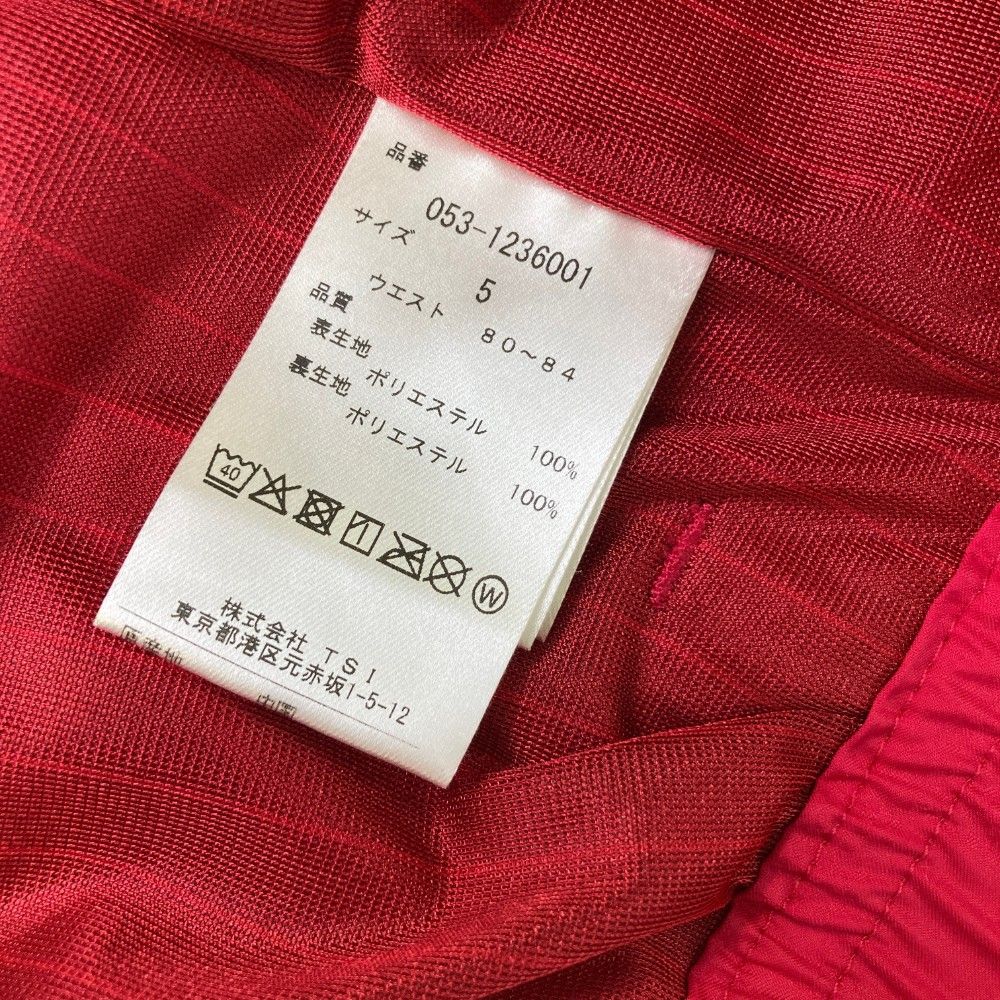 品番
053-1236001
サイズ 5
ウエスト 80~84
品質
表生地
ポリエステル 100%
裏生地
ポリエステル 100%
40
W
株式会社 TSI
東京都港区元赤坂1-5-12